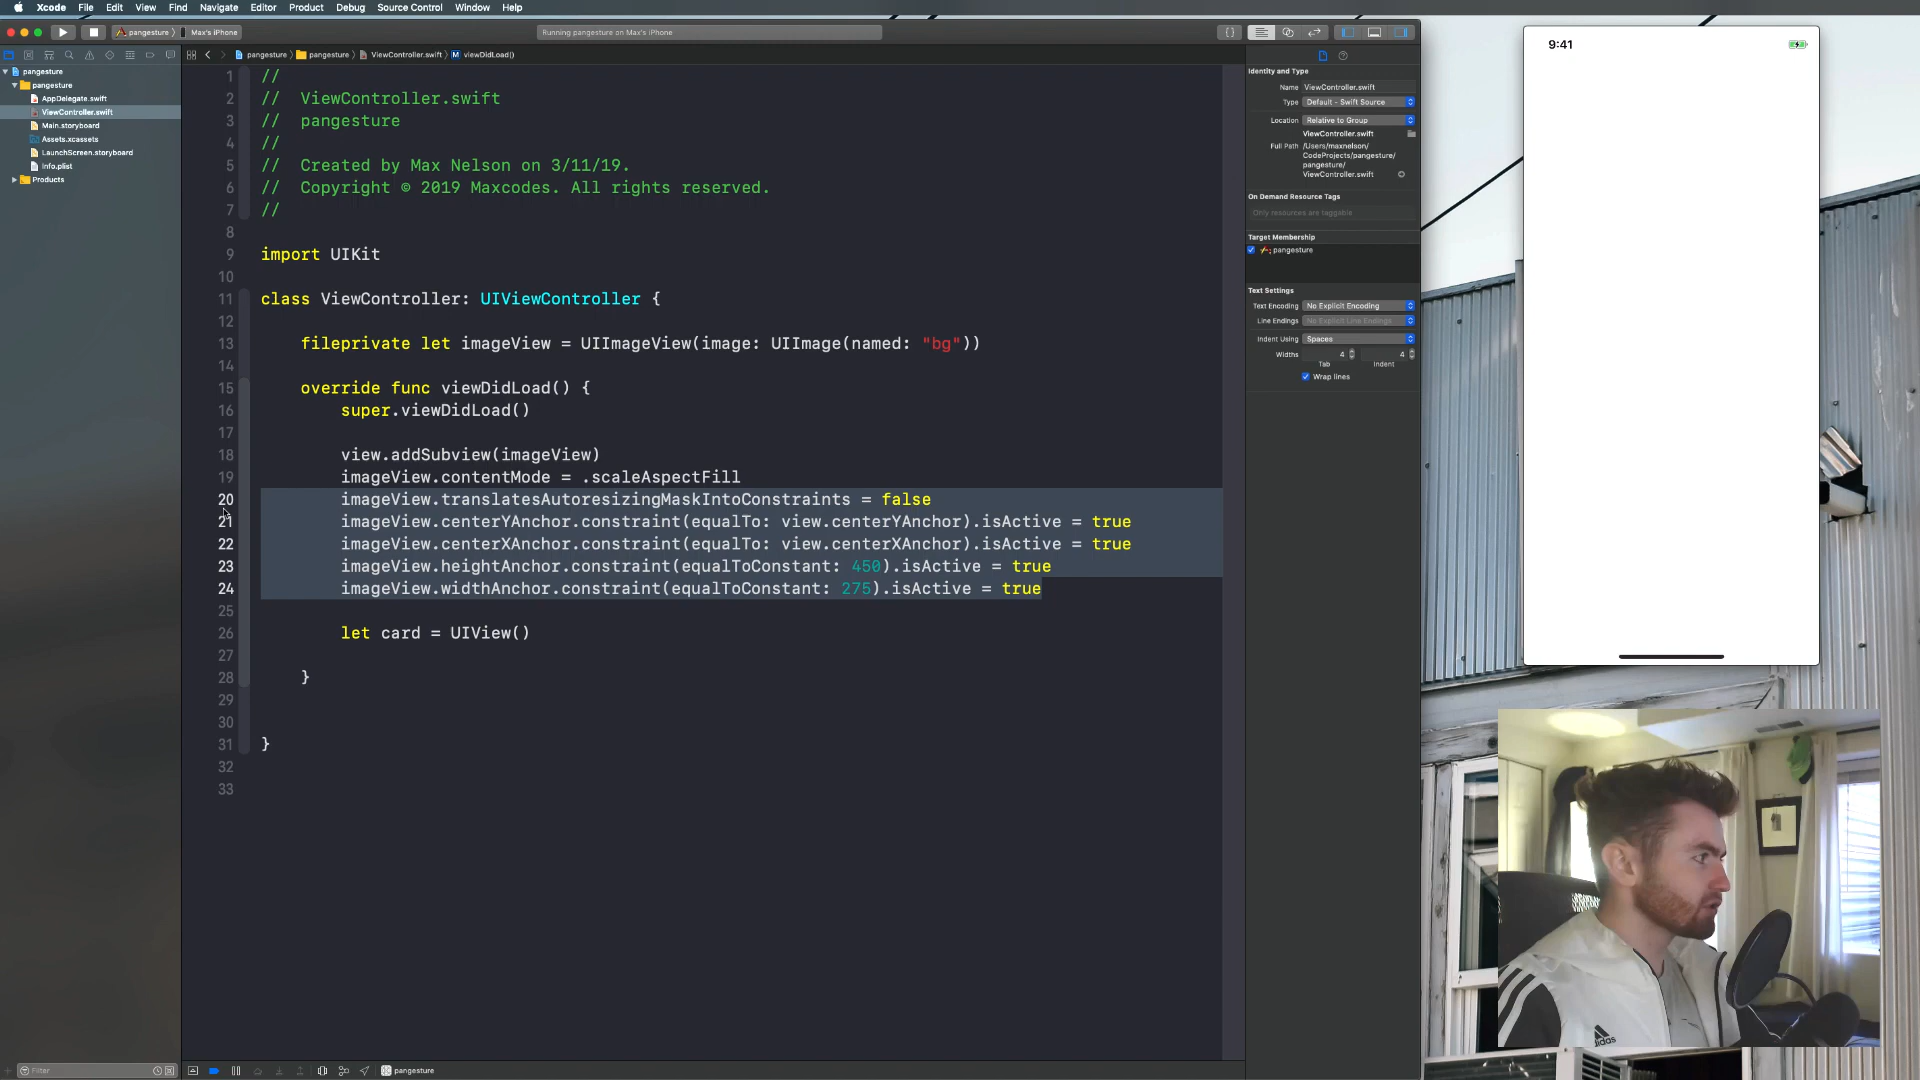 Xcode File Edit View Find Navigate Editor Product Debug Source Control Window Help
pangesture Max's iPhone
Running pangesture on Max's iPhone
pangesture pangesture ViewController.swift M viewDidLoad()
pangesture
pangesture
AppDelegate.swift
ViewController.swift
Main.storyboard
Assets.xcassets
LaunchScreen.storyboard
Info.plist
Products
1 //
2 // ViewController.swift
3 // pangesture
4 //
5 // Created by Max Nelson on 3/11/19.
6 // Copyright © 2019 Maxcodes. All rights reserved.
7 //
8
9 import UIKit
10
11 class ViewController: UIViewController {
12
13 fileprivate let imageView = UIImageView(image: UIImage(named: "bg"))
14
15 override func viewDidLoad() {
16 super.viewDidLoad()
17
18 view.addSubview(imageView)
19 imageView.contentMode = .scaleAspectFill
20 imageView.translatesAutoresizingMaskIntoConstraints = false
21 imageView.centerYAnchor.constraint(equalTo: view.centerYAnchor).isActive = true
22 imageView.centerXAnchor.constraint(equalTo: view.centerXAnchor).isActive = true
23 imageView.heightAnchor.constraint(equalToConstant: 450).isActive = true
24 imageView.widthAnchor.constraint(equalToConstant: 275).isActive = true
25
26 let card = UIView()
27
28 }
29
30
31 }
32
33
Identity and Type
Name ViewController.swift
Type Default - Swift Source
Location Relative to Group
ViewController.swift
Full Path /Users/maxnelson/
CodeProjects/pangesture/
pangesture/
ViewController.swift
On Demand Resource Tags
Only resources are taggable
Target Membership
pangesture
Text Settings
Text Encoding No Explicit Encoding
Line Endings No Explicit Line Endings
Indent Using Spaces
Widths 4 4
Tab Indent
Wrap lines
9:41
Filter
pangesture
adidas